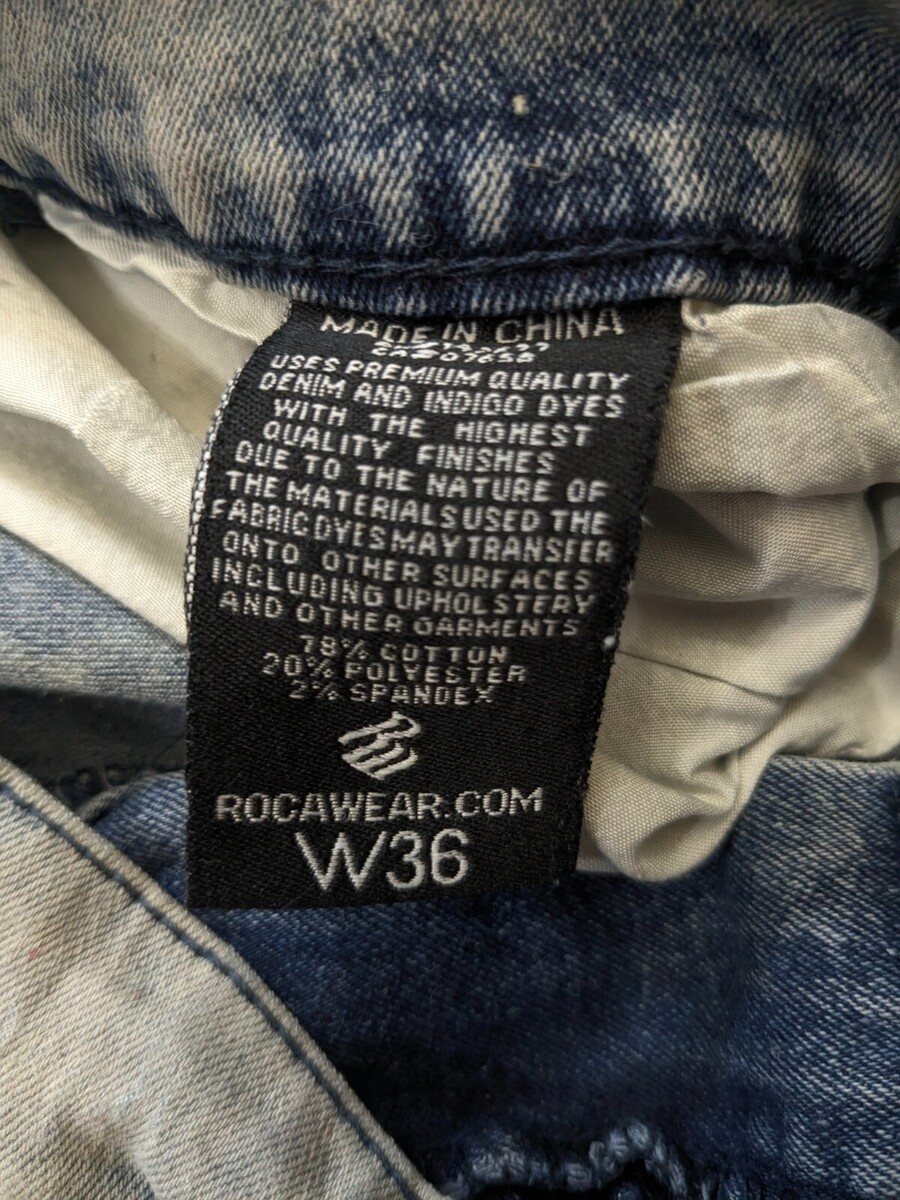 MADE IN CHINA
USES PREMIUM QUALITY
DENIM AND INDIGO DYES
WITH THE HIGHEST
QUALITY FINISHES
DUE TO THE NATURE OF
THE MATERIALS USED THE
FABRIC DYES MAY TRANSFER
ONTO OTHER SURFACES
INCLUDING UPHOLSTERY
AND OTHER GARMENTS
78% COTTON
20% POLYESTER
2% SPANDEX
ROCAWEAR.COM
W36